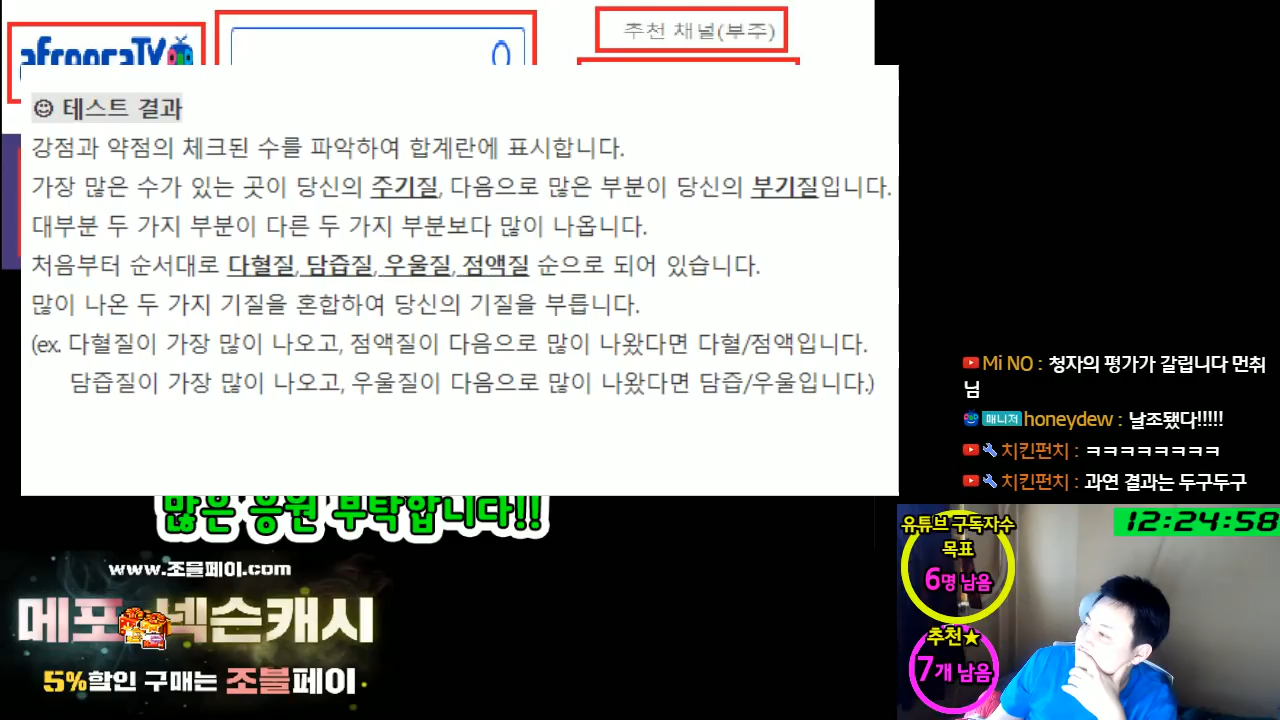 afreecaTV
추천 채널(부주)
☺ 테스트 결과
강점과 약점의 체크된 수를 파악하여 합계란에 표시합니다.
가장 많은 수가 있는 곳이 당신의 주기질, 다음으로 많은 부분이 당신의 부기질입니다.
대부분 두 가지 부분이 다른 두 가지 부분보다 많이 나옵니다.
처음부터 순서대로 다혈질, 담즙질, 우울질, 점액질 순으로 되어 있습니다.
많이 나온 두 가지 기질을 혼합하여 당신의 기질을 부릅니다.
(ex. 다혈질이 가장 많이 나오고, 점액질이 다음으로 많이 나왔다면 다혈/점액입니다.
담즙질이 가장 많이 나오고, 우울질이 다음으로 많이 나왔다면 담즙/우울입니다.)
많은 응원 부탁합니다!!
www.조블페이.com
메포 넥슨캐시
5%할인 구매는 조블페이
Mi NO : 청자의 평가가 갈립니다 먼취
님
매니저 honeydew : 날조됐다!!!!!
치킨펀치 : ㅋㅋㅋㅋㅋㅋㅋㅋ
치킨펀치 : 과연 결과는 두구두구
유튜브 구독자수
목표
6명 남음
추천★
7개 남음
12:24:58